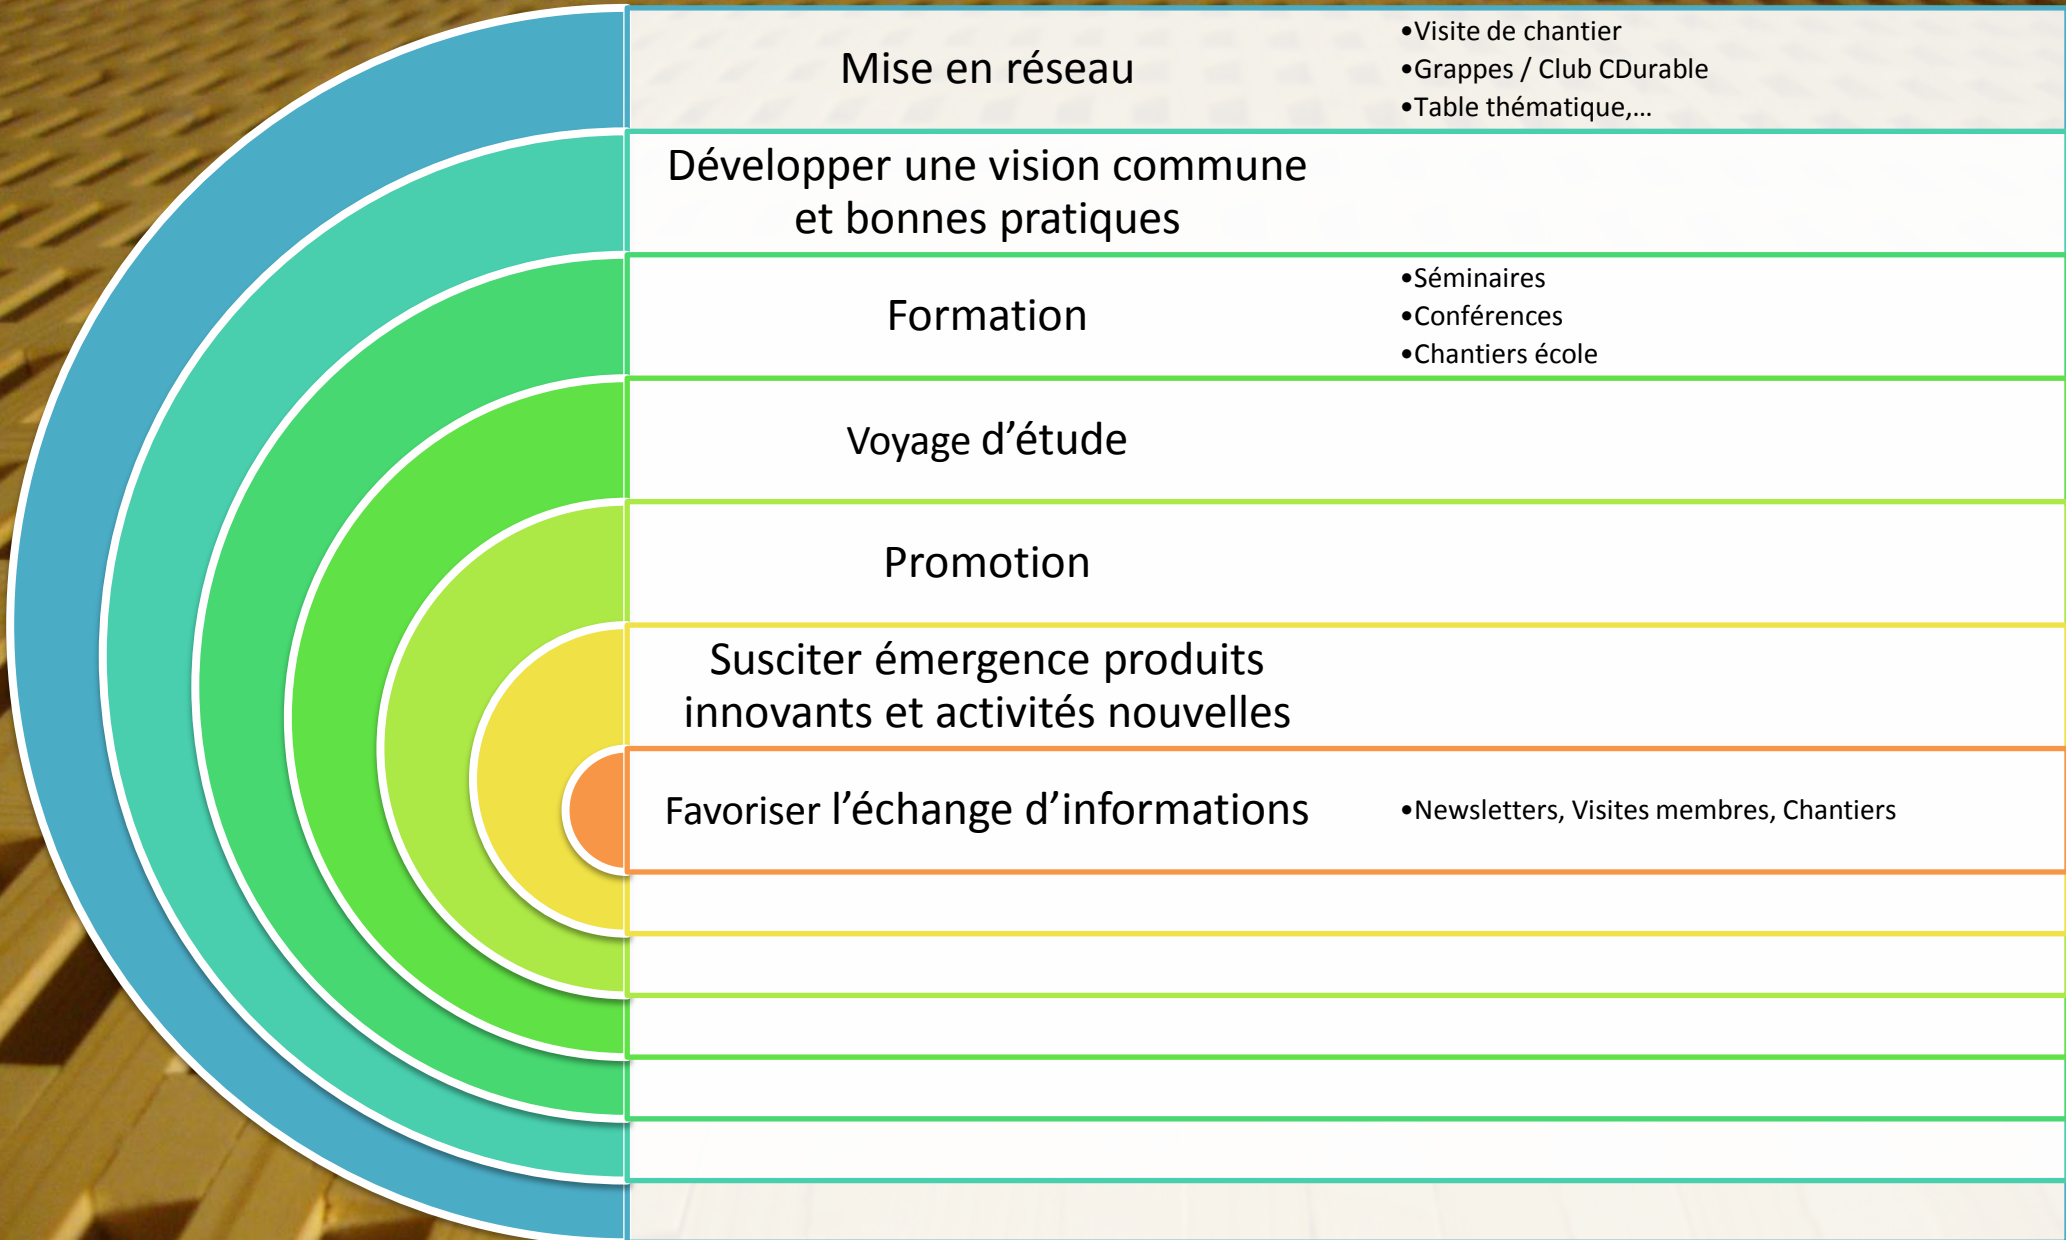 Mise en réseau
•Visite de chantier
•Grappes / Club CDurable
•Table thématique,...
Développer une vision commune
et bonnes pratiques
Formation
•Séminaires
•Conférences
•Chantiers école
Voyage d’étude
Promotion
Susciter émergence produits
innovants et activités nouvelles
Favoriser l’échange d’informations
•Newsletters, Visites membres, Chantiers